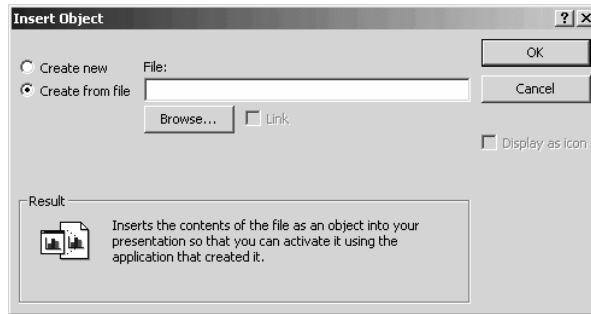 Insert Object
OK
Create new
File:
Create from file
Cancel
Browse...
Link
Display as icon
Result
Inserts the contents of the file as an object into your
presentation so that you can activate it using the
application that created it.